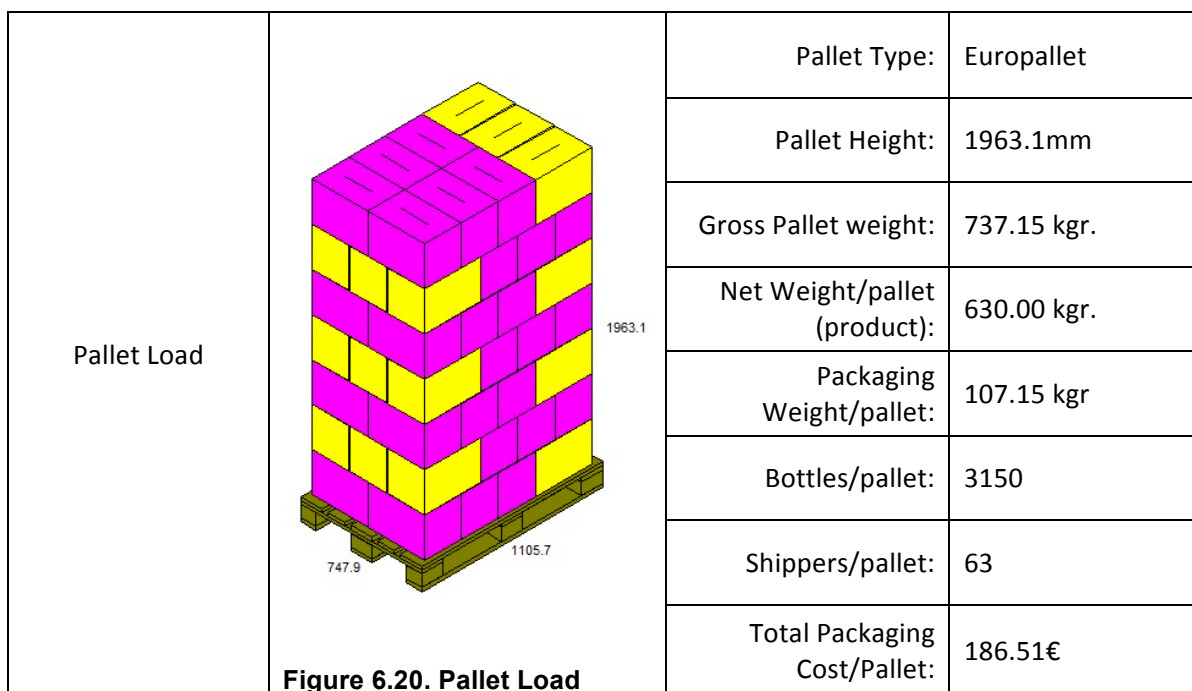 Pallet Load
1963.1
1105.7
747.9
Figure 6.20. Pallet Load
Pallet Type: Europallet
Pallet Height: 1963.1mm
Gross Pallet weight: 737.15 kgr.
Net Weight/pallet
(product): 630.00 kgr.
Packaging
Weight/pallet: 107.15 kgr
Bottles/pallet: 3150
Shippers/pallet: 63
Total Packaging
Cost/Pallet: 186.51€